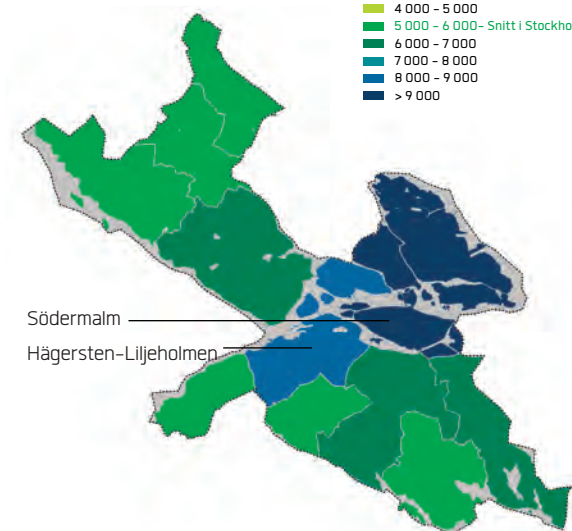 4 000 – 5 000
5 000 – 6 000– Snitt i Stockho
6 000 – 7 000
7 000 – 8 000
8 000 – 9 000
> 9 000
Södermalm
Hägersten–Liljeholmen